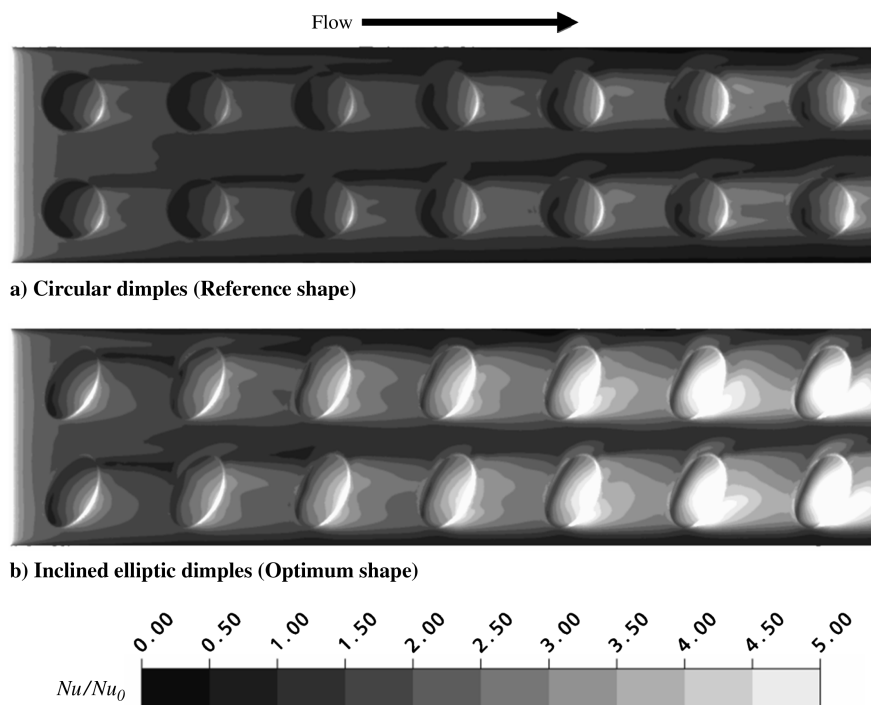 Flow
a) Circular dimples (Reference shape)
b) Inclined elliptic dimples (Optimum shape)
0.00 0.50 1.00 1.50 2.00 2.50 3.00 3.50 4.00 4.50 5.00
Nu/Nu₀